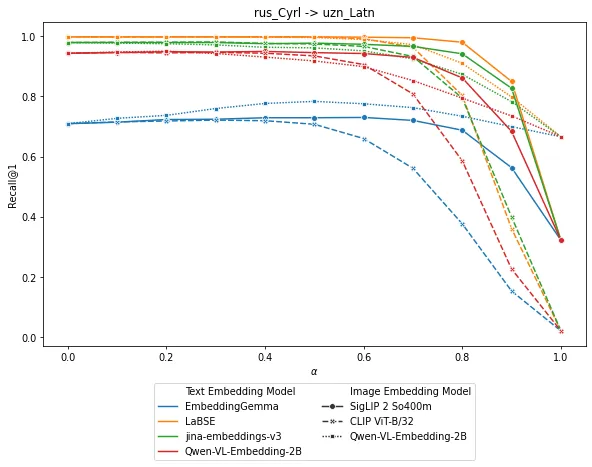 rus_Cyrl -> uzn_Latn
Recall@1
1.0
0.8
0.6
0.4
0.2
0.0
0.0 0.2 0.4 0.6 0.8 1.0
α
Text Embedding Model
EmbeddingGemma
LaBSE
jina-embeddings-v3
Qwen-VL-Embedding-2B
Image Embedding Model
SigLIP 2 So400m
CLIP ViT-B/32
Qwen-VL-Embedding-2B